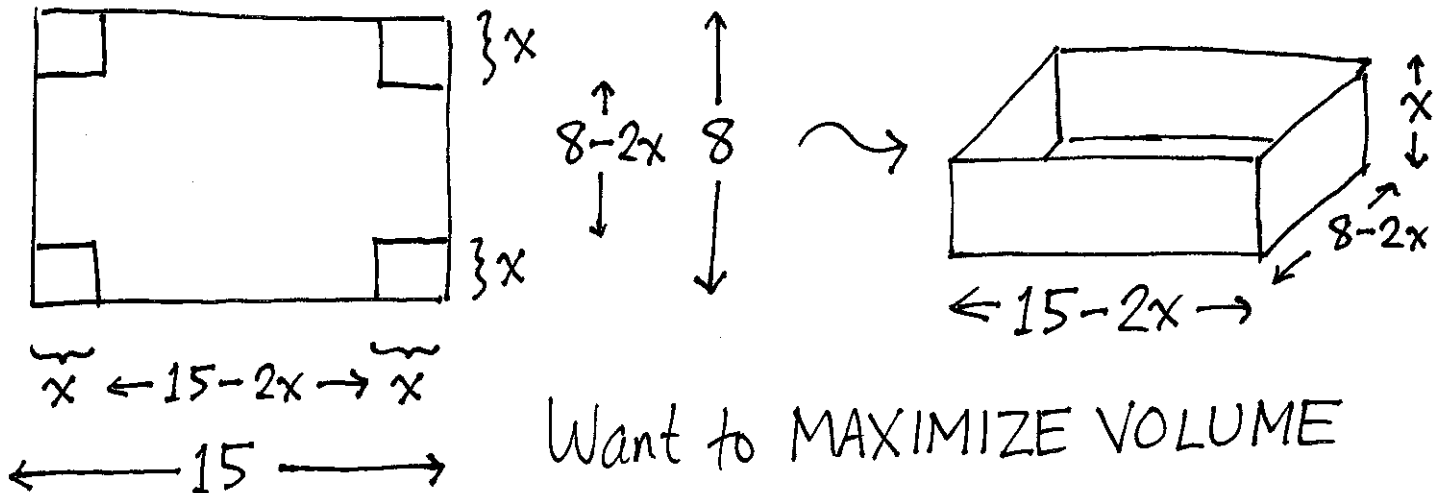 x
8-2x
8
x
8-2x
x
15-2x
x ←15-2x→ x
15
Want to MAXIMIZE VOLUME